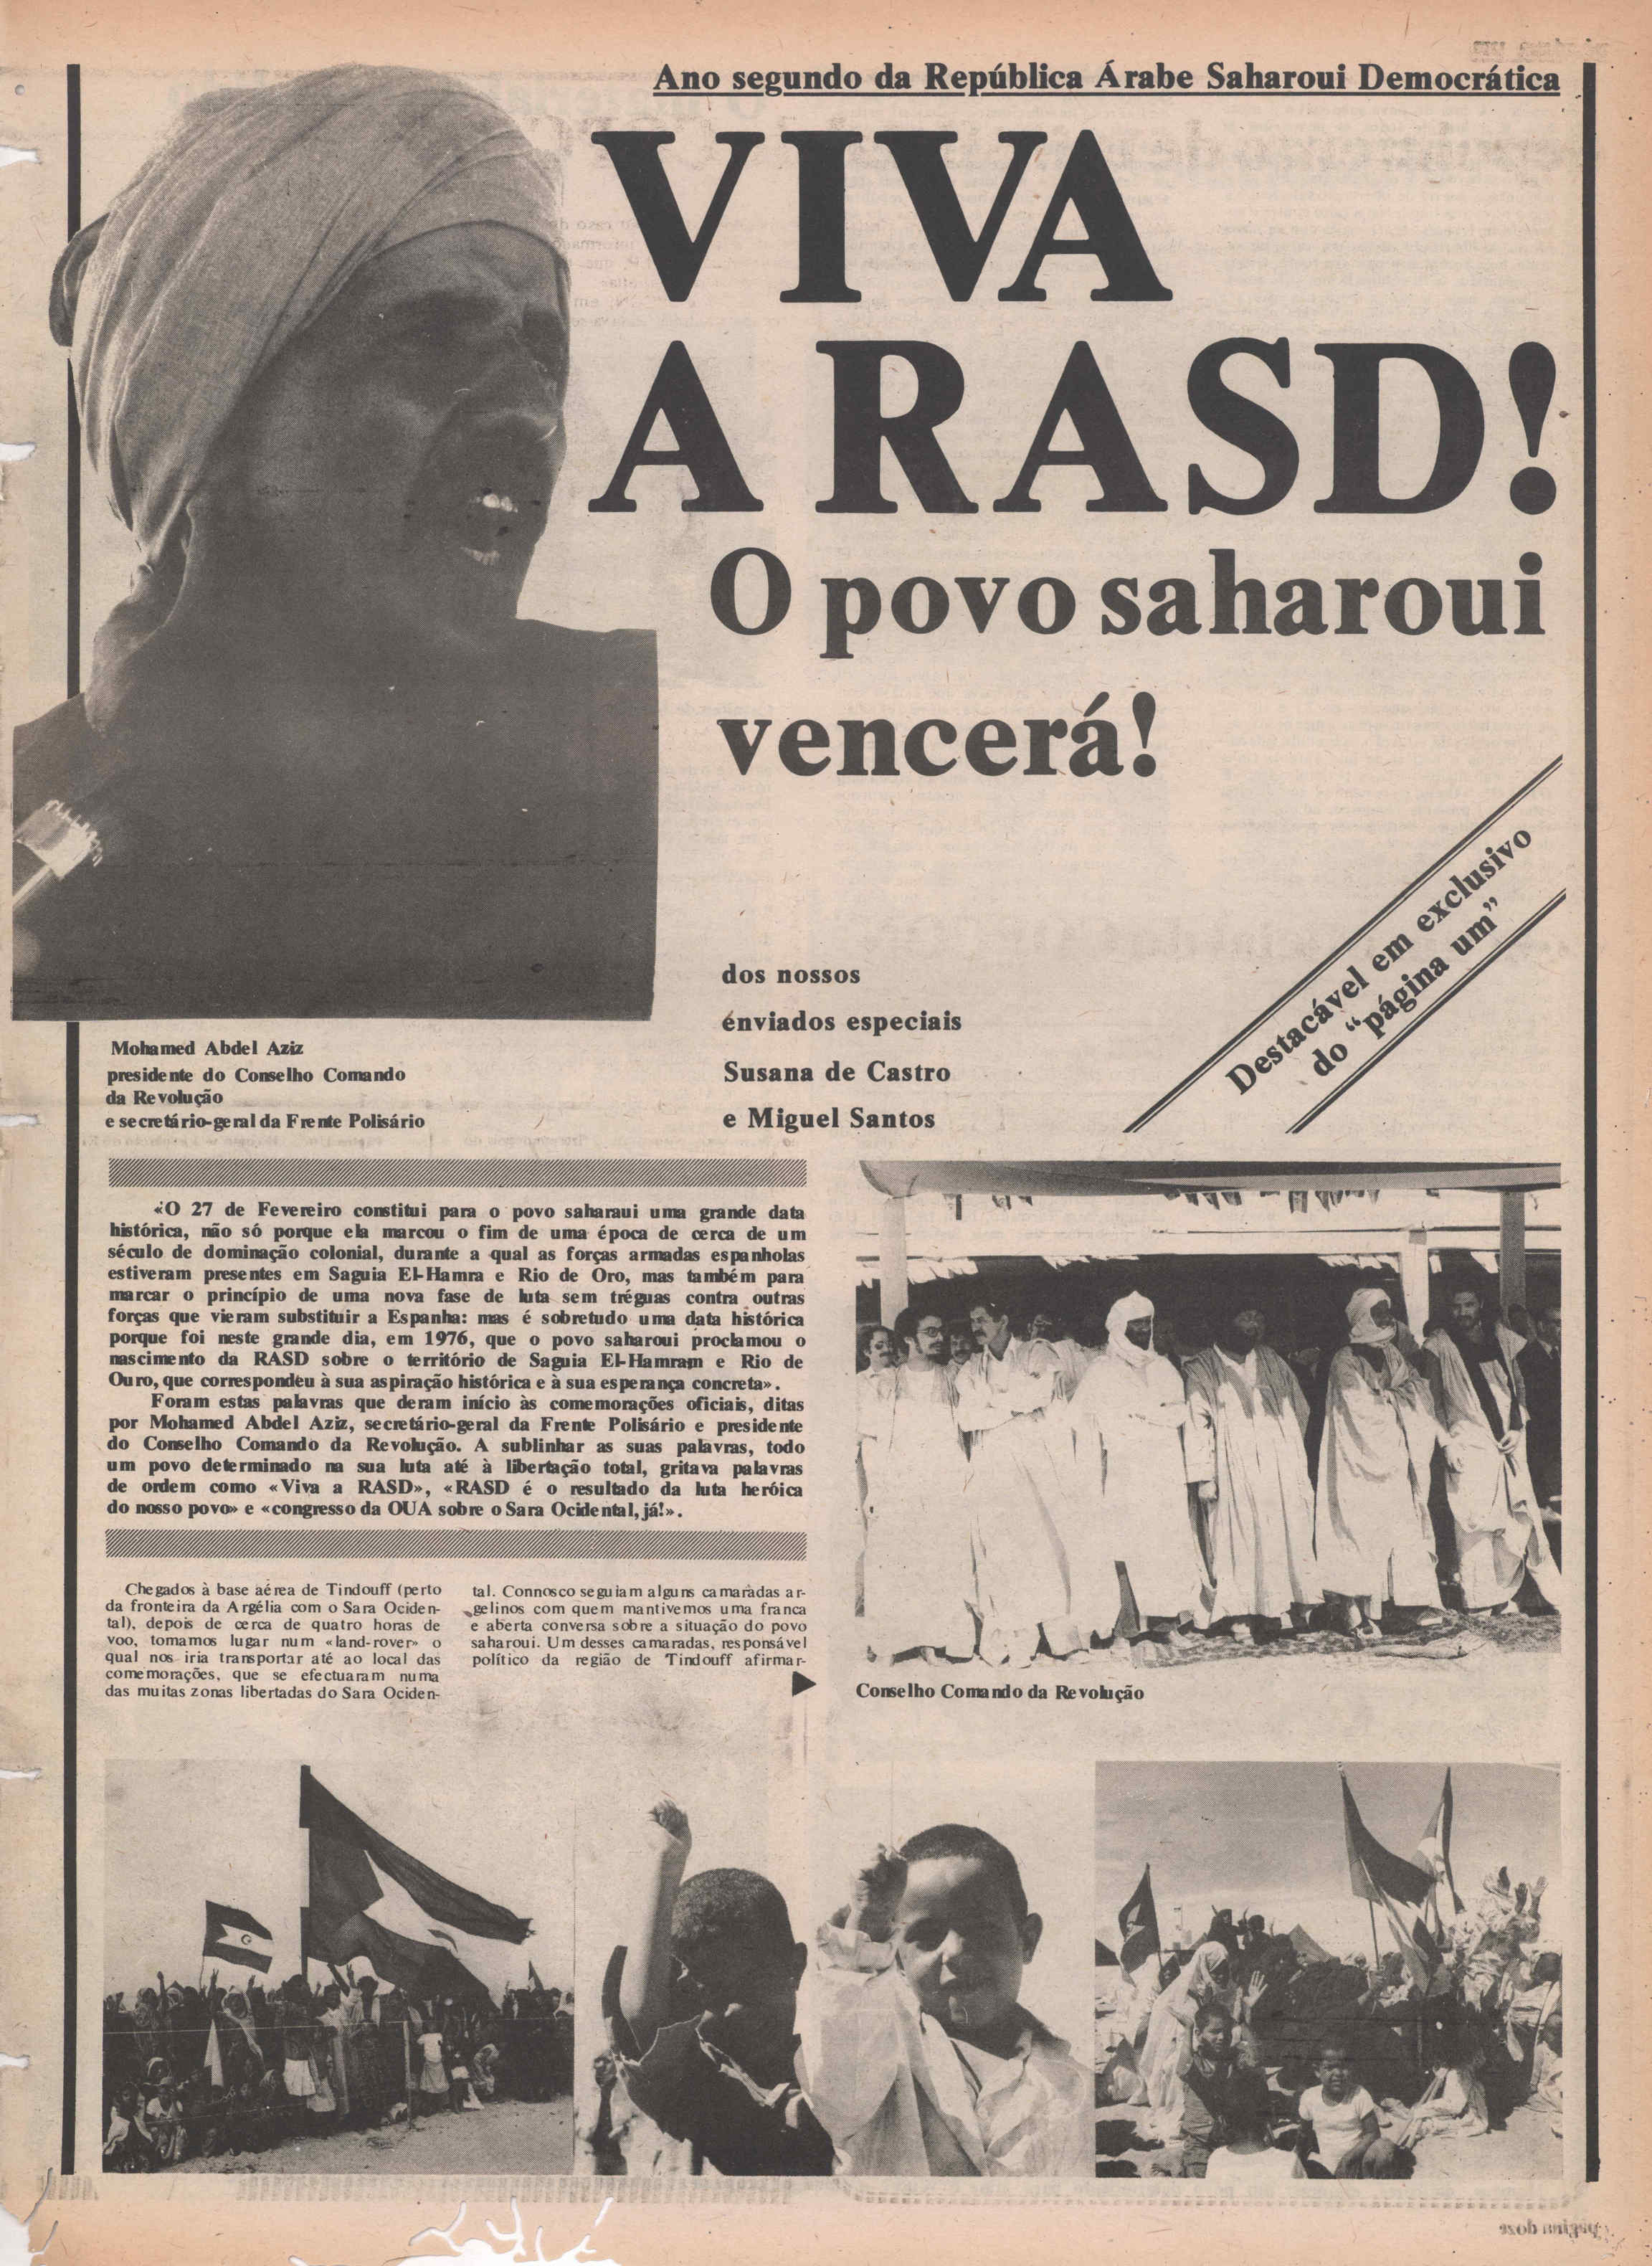 Ano segundo da República Árabe Saharoui Democrática
VIVA
A RASD!
O povo saharoui
vencerá!
Destacável em exclusivo
do “página um”
dos nossos
enviados especiais
Susana de Castro
e Miguel Santos
Mohamed Abdel Aziz
presidente do Conselho Comando
da Revolução
e secretário-geral da Frente Polisário
«O 27 de Fevereiro constitui para o povo saharaui uma grande data
histórica, não só porque ela marcou o fim de uma época de cerca de um
século de dominação colonial, durante a qual as forças armadas espanholas
estiveram presentes em Saguia El-Hamra e Rio de Oro, mas também para
marcar o princípio de uma nova fase de luta sem tréguas contra outras
forças que vieram substituir a Espanha: mas é sobretudo uma data histórica
porque foi neste grande dia, em 1976, que o povo saharoui proclamou o
nascimento da RASD sobre o território de Saguia El-Hamram e Rio de
Ouro, que correspondeu à sua aspiração histórica e à sua esperança concreta».
Foram estas palavras que deram início às comemorações oficiais, ditas
por Mohamed Abdel Aziz, secretário-geral da Frente Polisário e presidente
do Conselho Comando da Revolução. A sublinhar as suas palavras, todo
um povo determinado na sua luta até à libertação total, gritava palavras
de ordem como «Viva a RASD», «RASD é o resultado da luta heróica
do nosso povo» e «congresso da OUA sobre o Sara Ocidental, já!».
Chegados à base aérea de Tindouff (perto
da fronteira da Argélia com o Sara Ociden-
tal), depois de cerca de quatro horas de
voo, tomamos lugar num «land-rover» o
qual nos iria transportar até ao local das
comemorações, que se efectuaram numa
das muitas zonas libertadas do Sara Ociden-
tal. Connosco seguiam alguns camaradas ar-
gelinos com quem mantivemos uma franca
e aberta conversa sobre a situação do povo
saharoui. Um desses camaradas, responsável
político da região de Tindouff afirmar-
Conselho Comando da Revolução
página doze